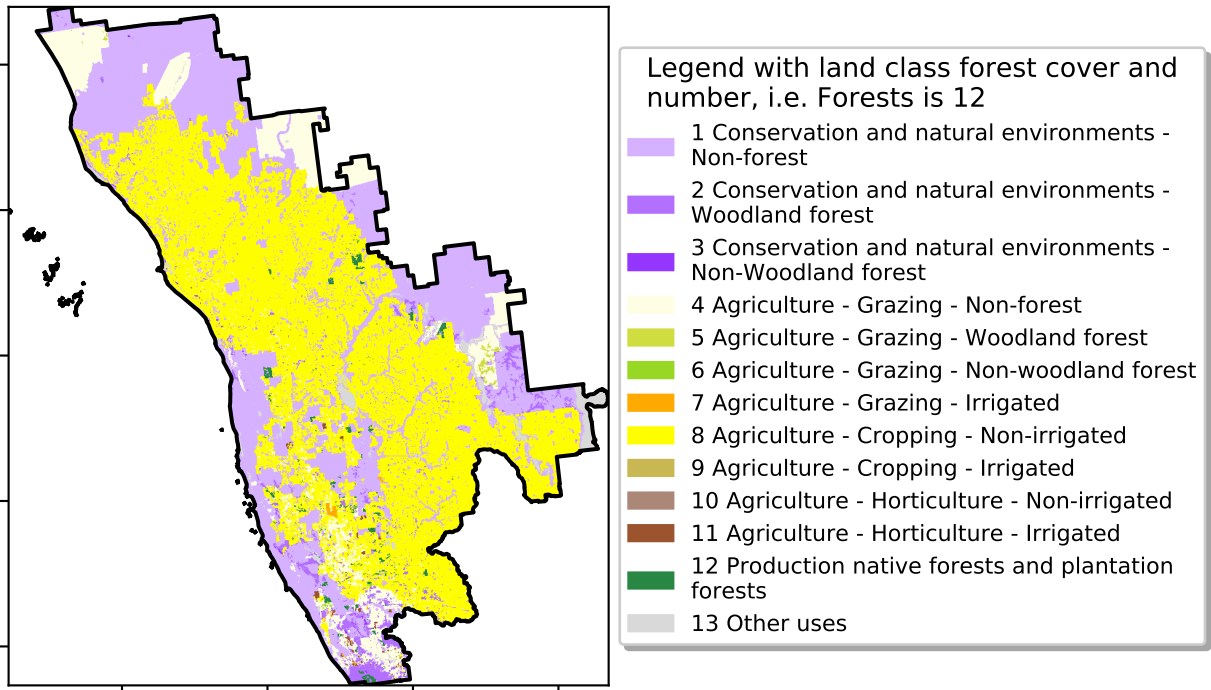 Legend with land class forest cover and
number, i.e. Forests is 12
1 Conservation and natural environments -
Non-forest
2 Conservation and natural environments -
Woodland forest
3 Conservation and natural environments -
Non-Woodland forest
4 Agriculture - Grazing - Non-forest
5 Agriculture - Grazing - Woodland forest
6 Agriculture - Grazing - Non-woodland forest
7 Agriculture - Grazing - Irrigated
8 Agriculture - Cropping - Non-irrigated
9 Agriculture - Cropping - Irrigated
10 Agriculture - Horticulture - Non-irrigated
11 Agriculture - Horticulture - Irrigated
12 Production native forests and plantation
forests
13 Other uses